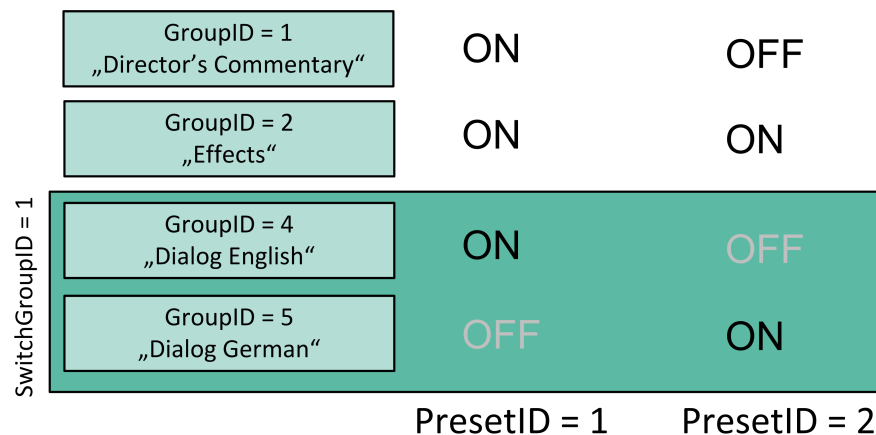 GroupID = 1
„Director’s Commentary“
ON
OFF
GroupID = 2
„Effects“
ON
ON
SwitchGroupID = 1
GroupID = 4
„Dialog English“
ON
OFF
GroupID = 5
„Dialog German“
OFF
ON
PresetID = 1
PresetID = 2